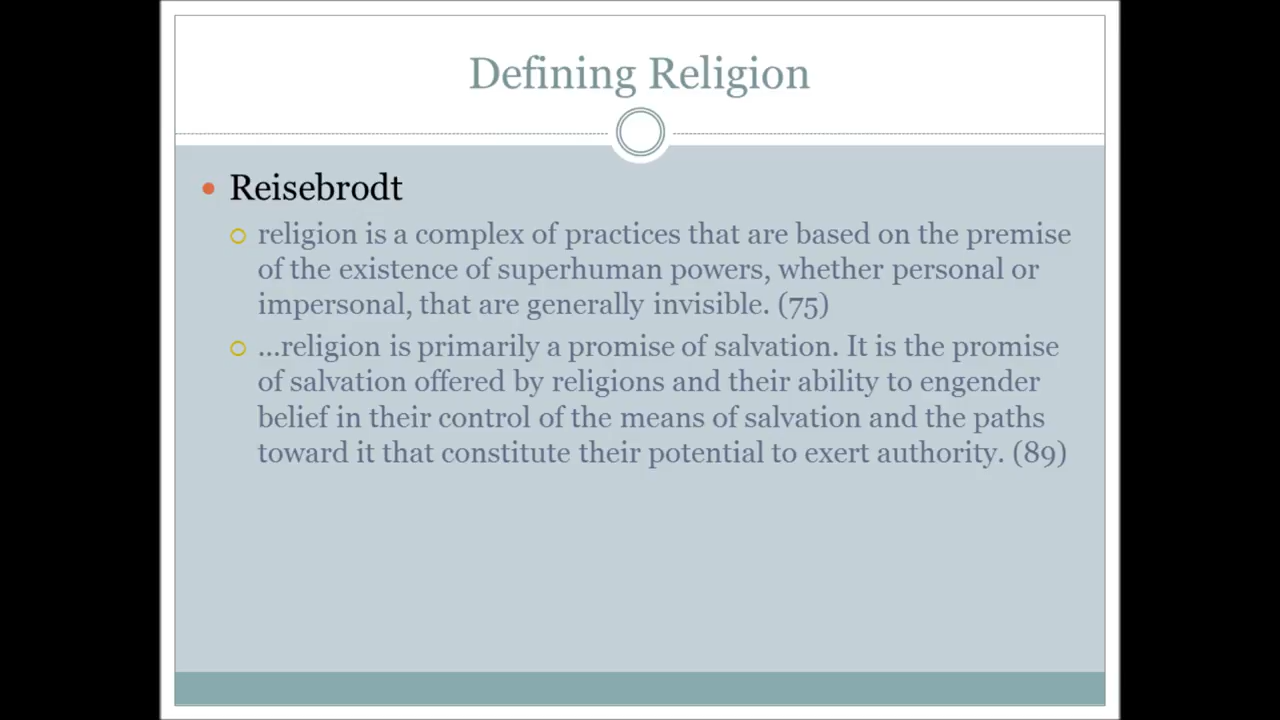 Defining Religion
Reisebrodt
religion is a complex of practices that are based on the premise
of the existence of superhuman powers, whether personal or
impersonal, that are generally invisible. (75)
...religion is primarily a promise of salvation. It is the promise
of salvation offered by religions and their ability to engender
belief in their control of the means of salvation and the paths
toward it that constitute their potential to exert authority. (89)